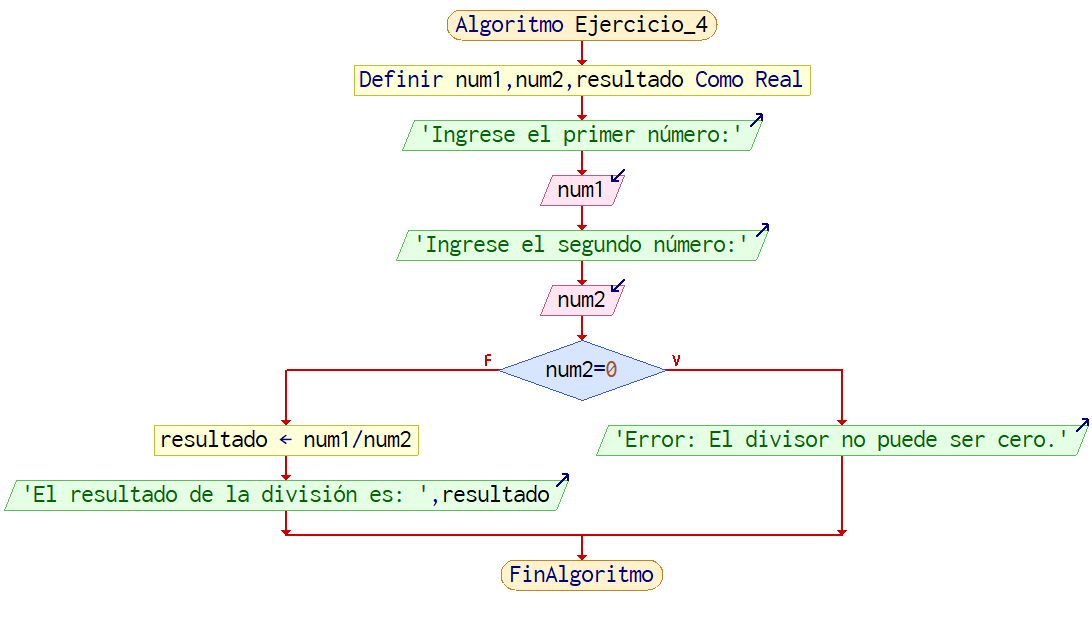 Algoritmo Ejercicio_4
Definir num1,num2,resultado Como Real
'Ingrese el primer número:'
num1
'Ingrese el segundo número:'
num2
F
V
num2=0
resultado ← num1/num2
'Error: El divisor no puede ser cero.'
'El resultado de la división es: ',resultado
FinAlgoritmo